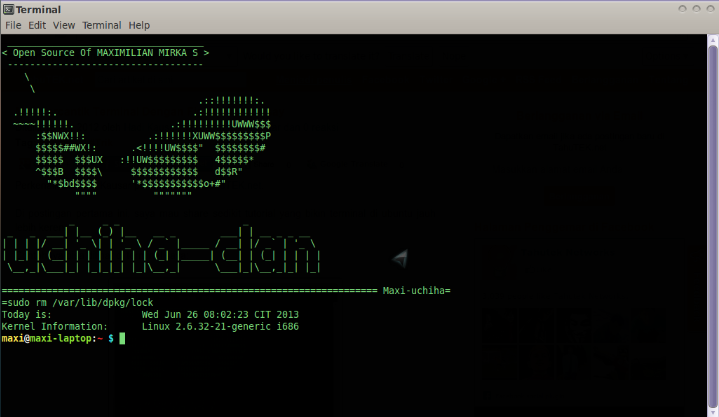 Terminal
File Edit View Terminal Help
< Open Source Of MAXIMILIAN MIRKA S >
.::!!!!!!!:.
.!!!!!:. .:!!!!!!!!!!!!
~~~~!!!!!!. .:!!!!!!!!!UWWW$$$
:$$NWX!!: .:!!!!!!XUWW$$$$$$$$$P
$$$$$##WX!: .<!!!!UW$$$$" $$$$$$$$#
$$$$$ $$$UX :!!UW$$$$$$$$$ 4$$$$$*
^$$$B $$$$\ $$$$$$$$$$$$ d$$R"
"*$bd$$$$ '*$$$$$$$$$$$o+#"
"""" """""""
uchiha-clan
=================================================================== Maxi-uchiha=
=sudo rm /var/lib/dpkg/lock
Today is: Wed Jun 26 08:02:23 CIT 2013
Kernel Information: Linux 2.6.32-21-generic i686
maxi@maxi-laptop:~ $